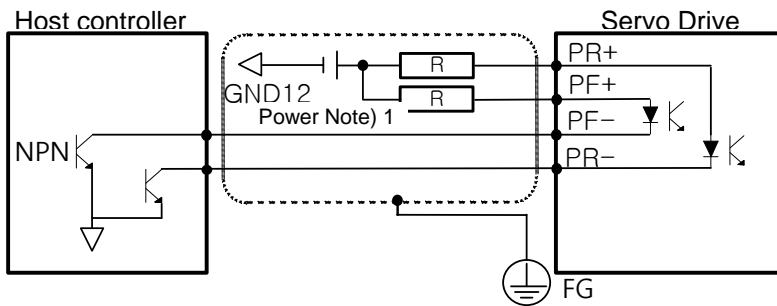 Host controller
Servo Drive
R
PR+
GND12
R
PF+
Power Note) 1
PF-
NPN
PR-
FG